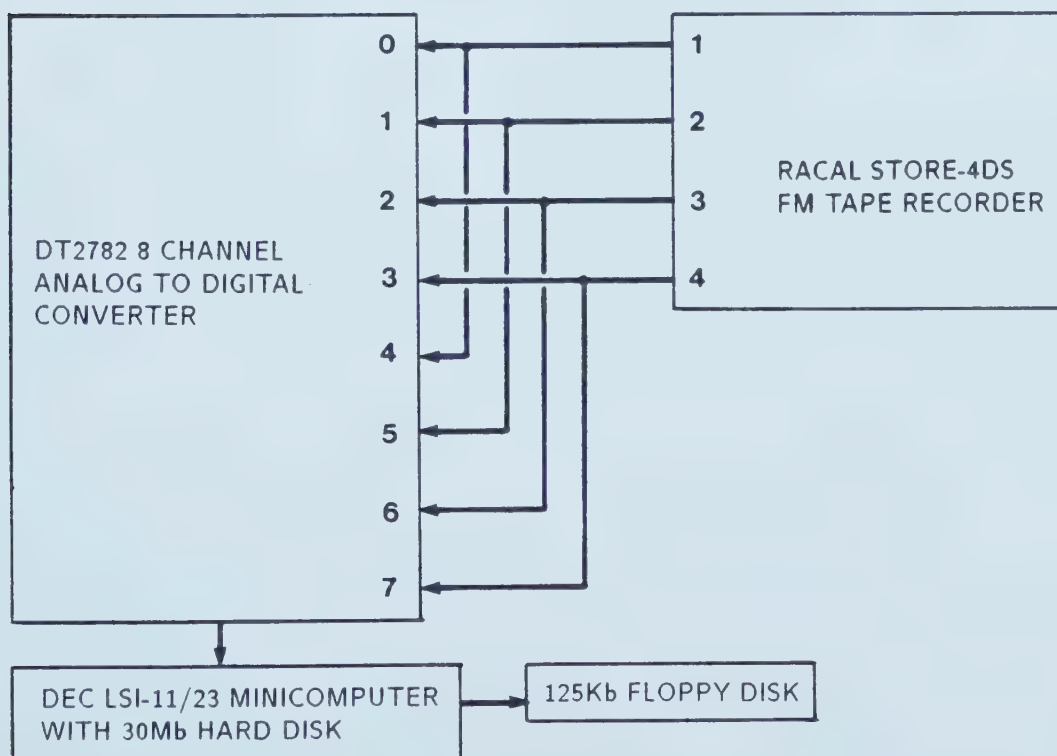 0
1
2
3
4
5
6
7
DT2782 8 CHANNEL
ANALOG TO DIGITAL
CONVERTER
1
2
3
4
RACAL STORE-4DS
FM TAPE RECORDER
DEC LSI-11/23 MINICOMPUTER
WITH 30Mb HARD DISK
125Kb FLOPPY DISK